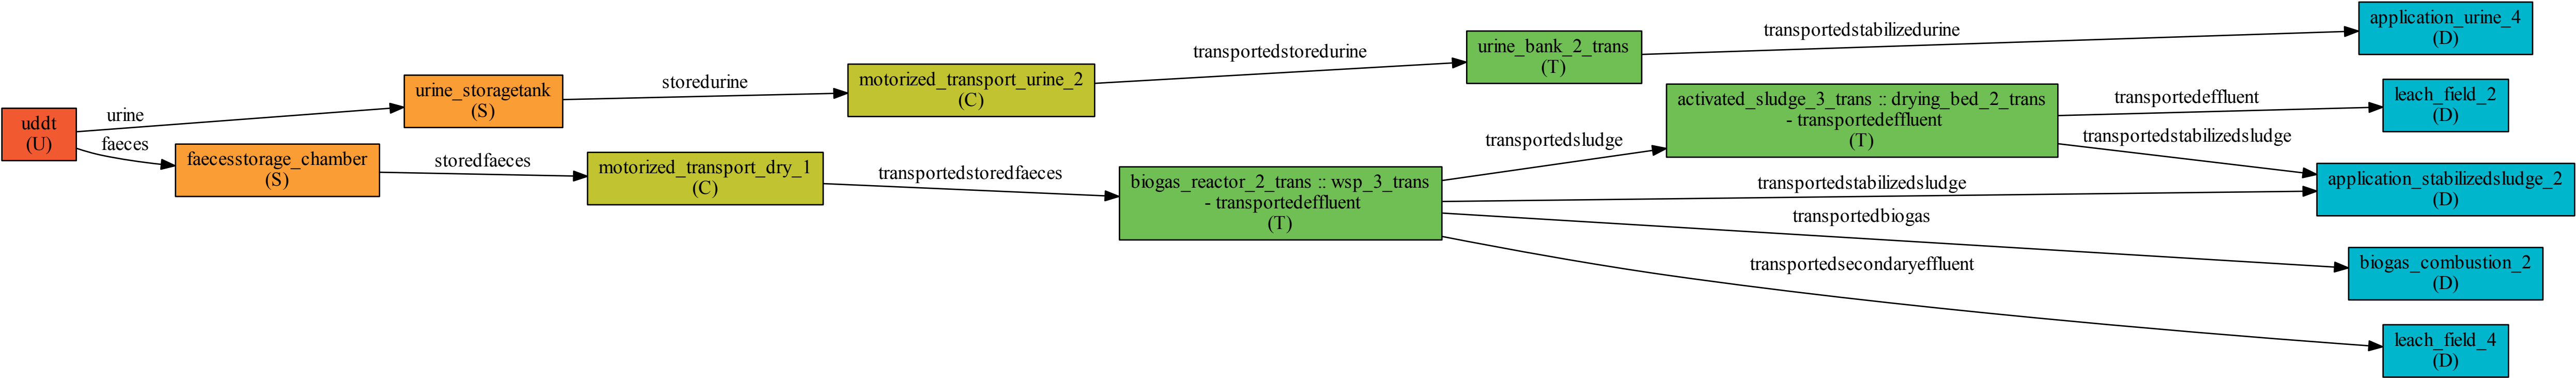 uddt
(U)
urine
faeces
urine_storagetank
(S)
faecesstorage_chamber
(S)
storedurine
storedfaeces
motorized_transport_urine_2
(C)
motorized_transport_dry_1
(C)
transportedstoredurine
transportedstoredfaeces
urine_bank_2_trans
(T)
biogas_reactor_2_trans :: wsp_3_trans
- transportedeffluent
(T)
transportedsludge
activated_sludge_3_trans :: drying_bed_2_trans
- transportedeffluent
(T)
transportedstabilizedurine
transportedeffluent
transportedstabilizedsludge
transportedstabilizedsludge
transportedbiogas
transportedsecondaryeffluent
application_urine_4
(D)
leach_field_2
(D)
application_stabilizedsludge_2
(D)
biogas_combustion_2
(D)
leach_field_4
(D)